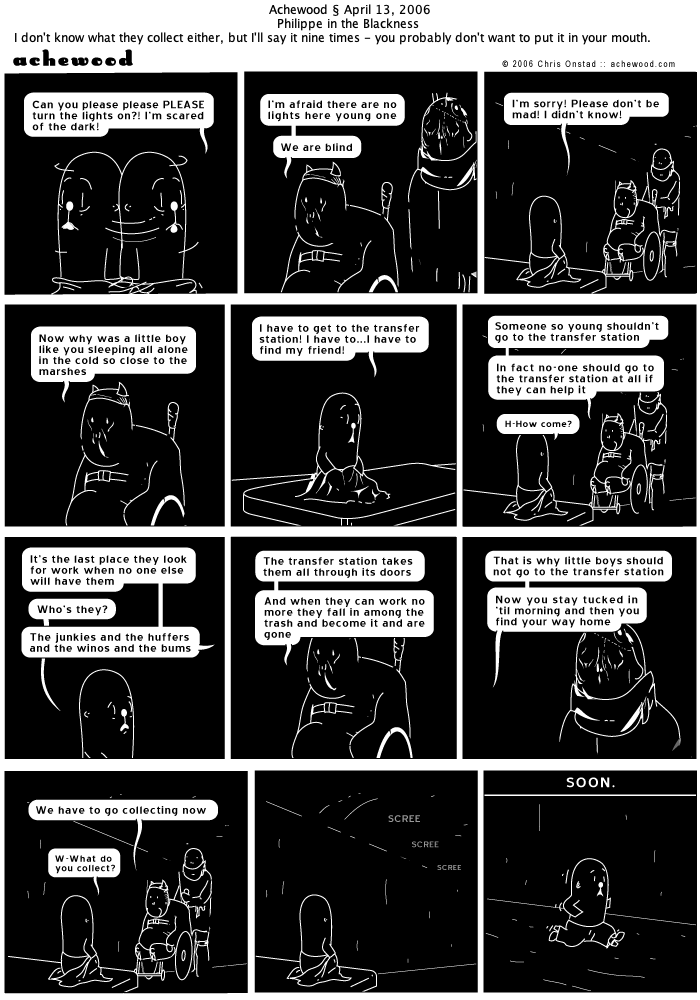 Achewood § April 13, 2006
Philippe in the Blackness
I don't know what they collect either, but I'll say it nine times – you probably don't want to put it in your mouth.
achewood
© 2006 Chris Onstad :: achewood.com
Can you please please PLEASE
turn the lights on?! I'm scared
of the dark!
I'm afraid there are no
lights here young one
We are blind
I'm sorry! Please don't be
mad! I didn't know!
Now why was a little boy
like you sleeping all alone
in the cold so close to the
marshes
I have to get to the transfer
station! I have to...I have to
find my friend!
Someone so young shouldn't
go to the transfer station
In fact no-one should go to
the transfer station at all if
they can help it
H-How come?
It's the last place they look
for work when no one else
will have them
Who's they?
The junkies and the huffers
and the winos and the bums
The transfer station takes
them all through its doors
And when they can work no
more they fall in among the
trash and become it and are
gone
That is why little boys should
not go to the transfer station
Now you stay tucked in
'til morning and then you
find your way home
We have to go collecting now
W-What do
you collect?
SCREE
SCREE
SCREE
SOON.